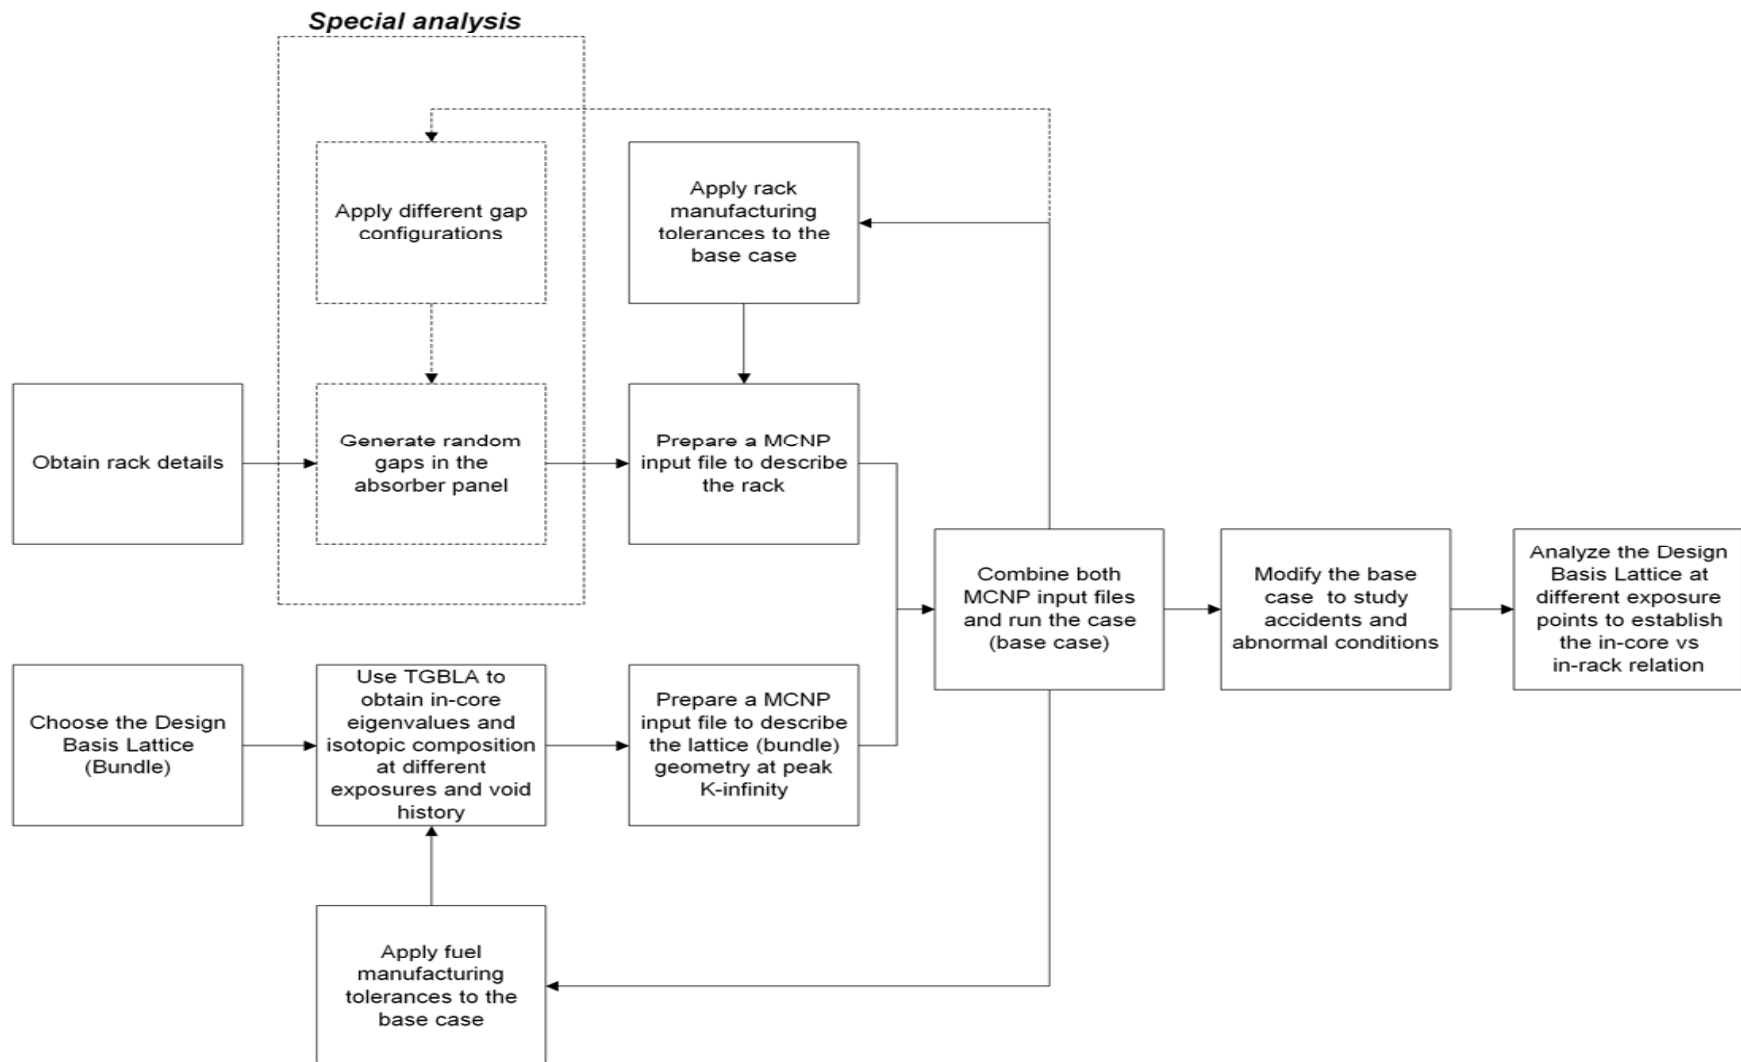 Special analysis
Apply different gap
configurations
Apply rack
manufacturing
tolerances to the
base case
Obtain rack details
Generate random
gaps in the
absorber panel
Prepare a MCNP
input file to describe
the rack
Combine both
MCNP input files
and run the case
(base case)
Modify the base
case to study
accidents and
abnormal conditions
Analyze the Design
Basis Lattice at
different exposure
points to establish
the in-core vs
in-rack relation
Choose the Design
Basis Lattice
(Bundle)
Use TGBLA to
obtain in-core
eigenvalues and
isotopic composition
at different
exposures and void
history
Prepare a MCNP
input file to describe
the lattice (bundle)
geometry at peak
K-infinity
Apply fuel
manufacturing
tolerances to the
base case